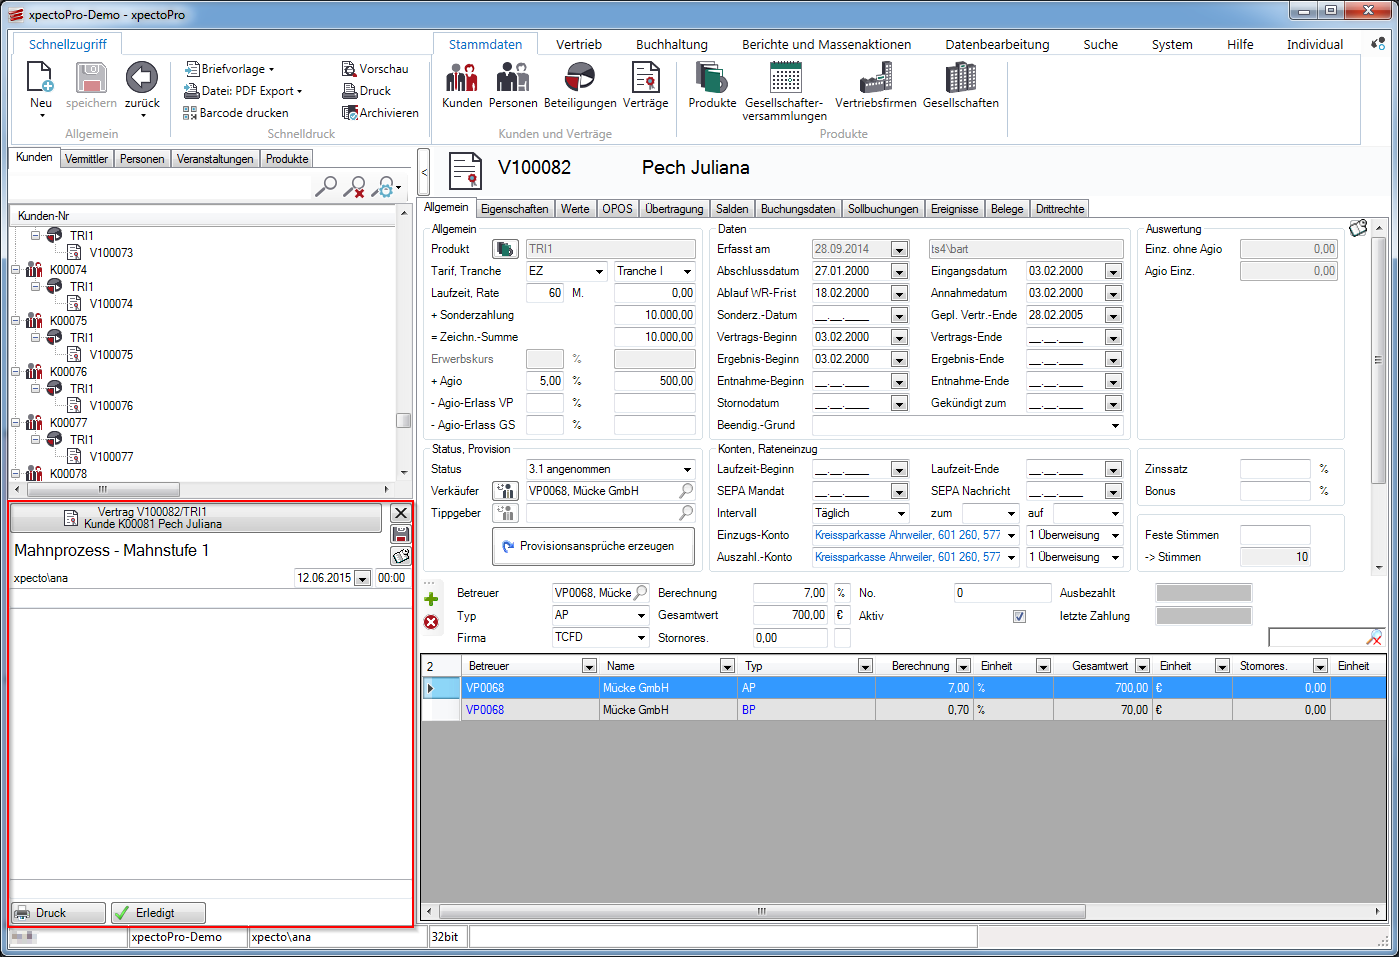 xpectoPro-Demo - xpectoPro
Schnellzugriff
Stammdaten Vertrieb Buchhaltung Berichte und Massenaktionen Datenbearbeitung Suche System Hilfe Individual
Neu speichern zurück
Allgemein
Briefvorlage
Datei: PDF Export
Barcode drucken
Vorschau
Druck
Archivieren
Schnelldruck
Kunden Personen Beteiligungen Verträge
Kunden und Verträge
Produkte Gesellschafter-
versammlungen Vertriebsfirmen Gesellschaften
Produkte
Kunden Vermittler Personen Veranstaltungen Produkte
Kunden-Nr
TRI1
V100073
K00074
TRI1
V100074
K00075
TRI1
V100075
K00076
TRI1
V100076
K00077
TRI1
V100077
K00078
Vertrag V100082/TRI1
Kunde K00081 Pech Juliana
Mahnprozess - Mahnstufe 1
xpecto\ana 12.06.2015 00:00
Druck Erledigt
< V100082 Pech Juliana
Allgemein Eigenschaften Werte OPOS Übertragung Salden Buchungsdaten Sollbuchungen Ereignisse Belege Drittrechte
Allgemein
Produkt TRI1
Tarif, Tranche EZ Tranche I
Laufzeit, Rate 60 M. 0,00
+ Sonderzahlung 10.000,00
= Zeichn.-Summe 10.000,00
Erwerbskurs %
+ Agio 5,00 % 500,00
- Agio-Erlass VP %
- Agio-Erlass GS %
Daten
Erfasst am 28.09.2014 ts4\bart
Abschlussdatum 27.01.2000 Eingangsdatum 03.02.2000
Ablauf WR-Frist 18.02.2000 Annahmedatum 03.02.2000
Sonderz.-Datum __.__.____ Gepl. Vertr.-Ende 28.02.2005
Vertrags-Beginn 03.02.2000 Vertrags-Ende __.__.____
Ergebnis-Beginn 03.02.2000 Ergebnis-Ende __.__.____
Entnahme-Beginn __.__.____ Entnahme-Ende __.__.____
Stornodatum __.__.____ Gekündigt zum __.__.____
Beendig.-Grund
Auswertung
Einz. ohne Agio 0,00
Agio Einz. 0,00
Status, Provision
Status 3.1 angenommen
Verkäufer VP0068, Mücke GmbH
Tippgeber
Provisionsansprüche erzeugen
Konten, Rateneinzug
Laufzeit-Beginn __.__.____ Laufzeit-Ende __.__.____
SEPA Mandat __.__.____ SEPA Nachricht __.__.____
Intervall Täglich zum auf
Einzugs-Konto Kreissparkasse Ahrweiler, 601 260, 577 1 Überweisung
Auszahl.-Konto Kreissparkasse Ahrweiler, 601 260, 577 1 Überweisung
Zinssatz %
Bonus %
Feste Stimmen
-> Stimmen 10
Betreuer VP0068, Mücke Berechnung 7,00 % No. 0 Ausbezahlt
Typ AP Gesamtwert 700,00 € Aktiv letzte Zahlung
Firma TCFD Stornores. 0,00
2 Betreuer Name Typ Berechnung Einheit Gesamtwert Einheit Stornores. Einheit
VP0068 Mücke GmbH AP 7,00 % 700,00 € 0,00
VP0068 Mücke GmbH BP 0,70 % 70,00 € 0,00
xpectoPro-Demo xpecto\ana 32bit